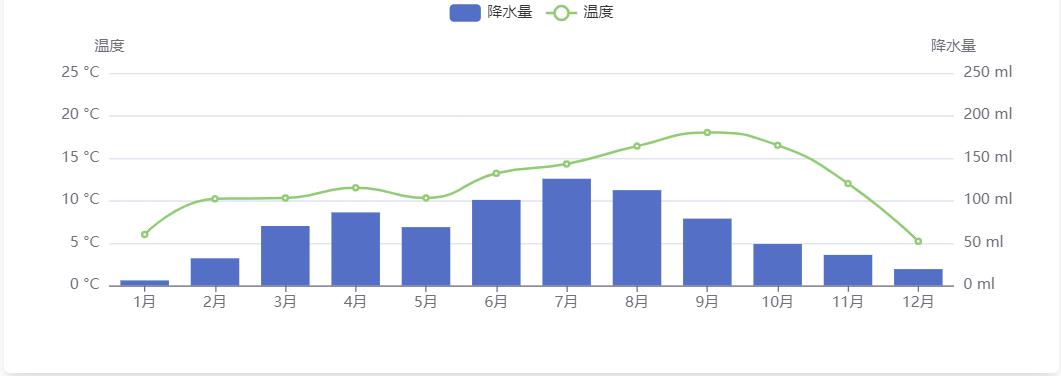 降水量 温度
温度 降水量
25 °C 250 ml
20 °C 200 ml
15 °C 150 ml
10 °C 100 ml
5 °C 50 ml
0 °C 0 ml
1月 2月 3月 4月 5月 6月 7月 8月 9月 10月 11月 12月